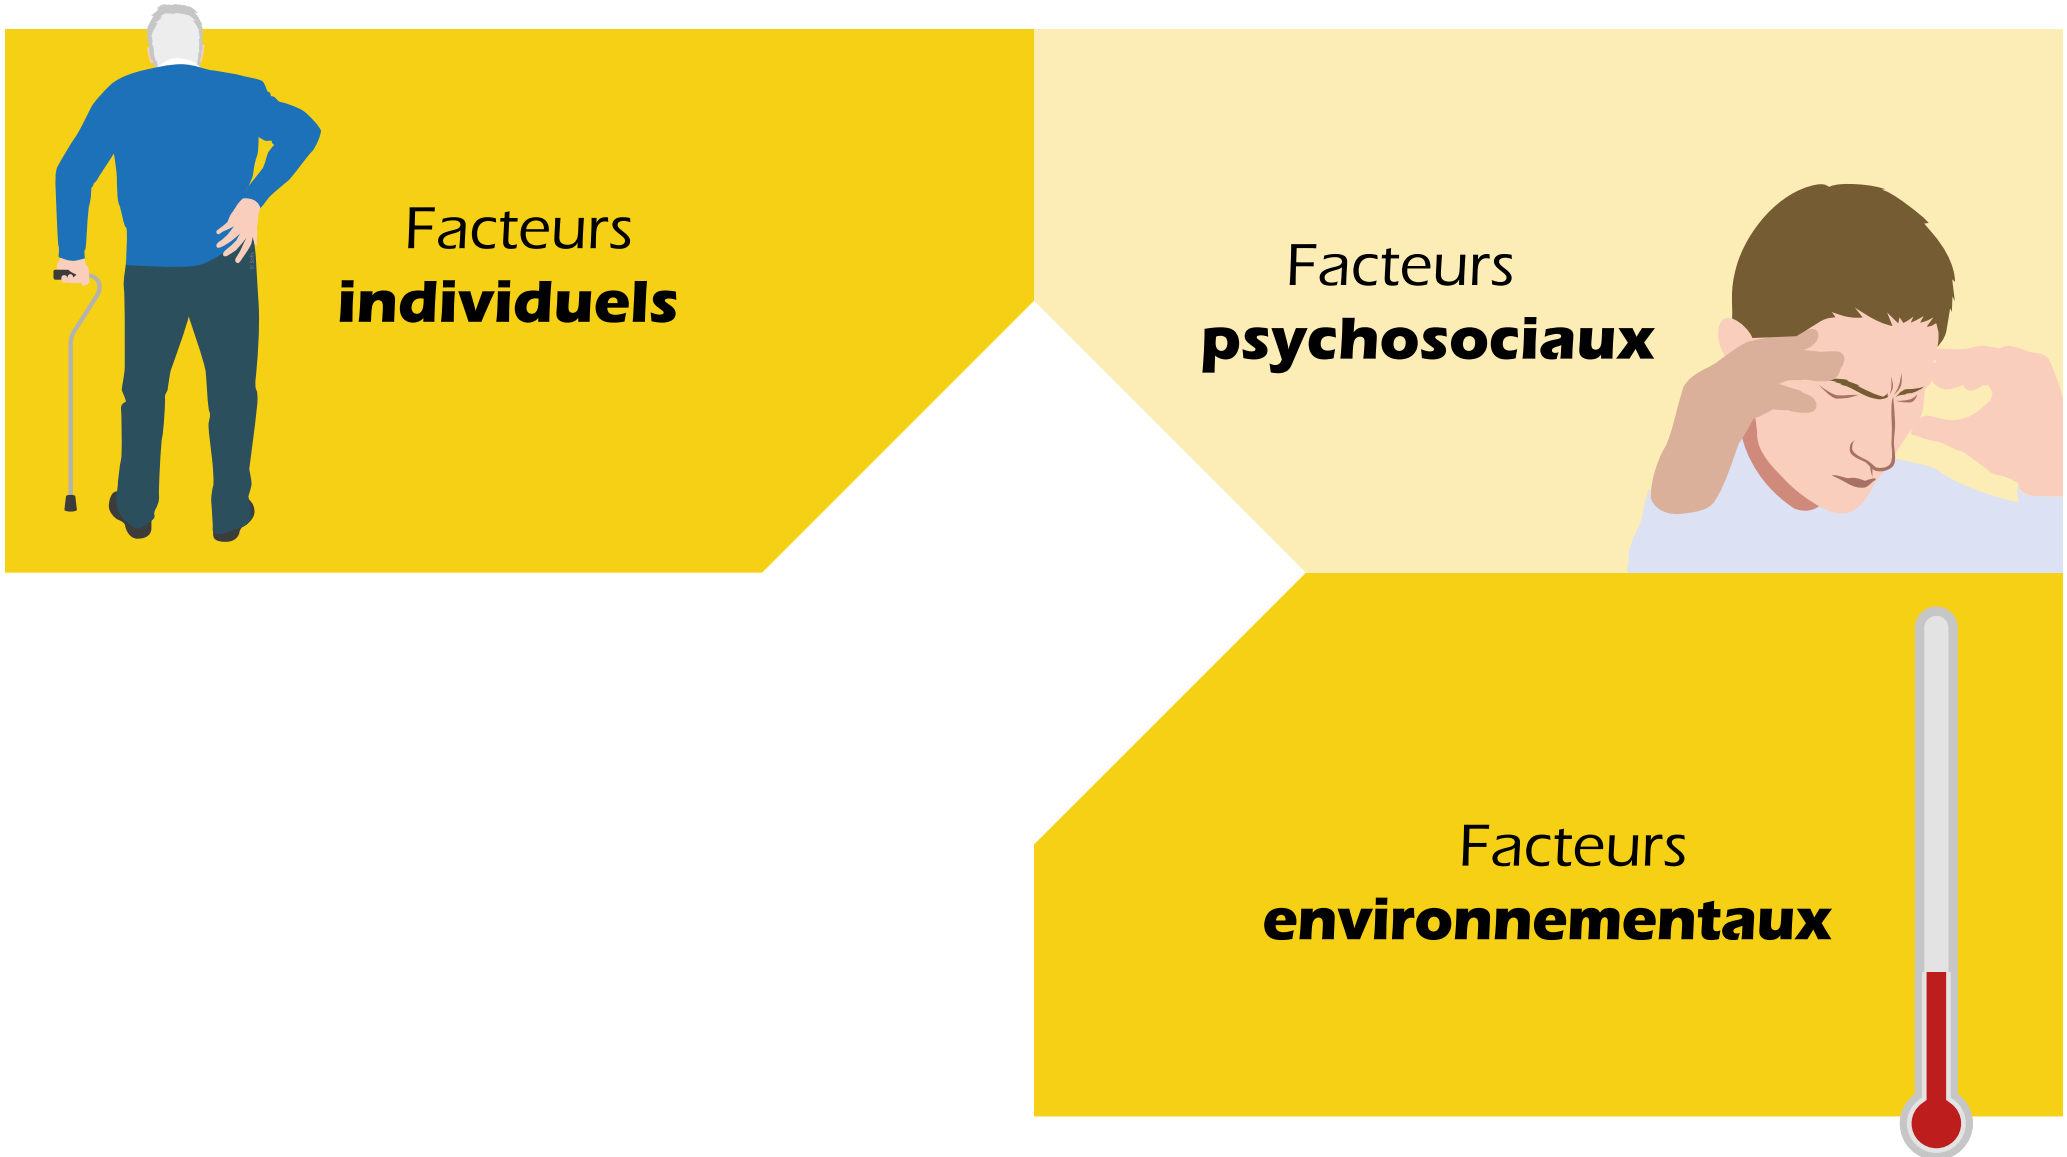 Facteurs
individuels
Facteurs
psychosociaux
Facteurs
environnementaux